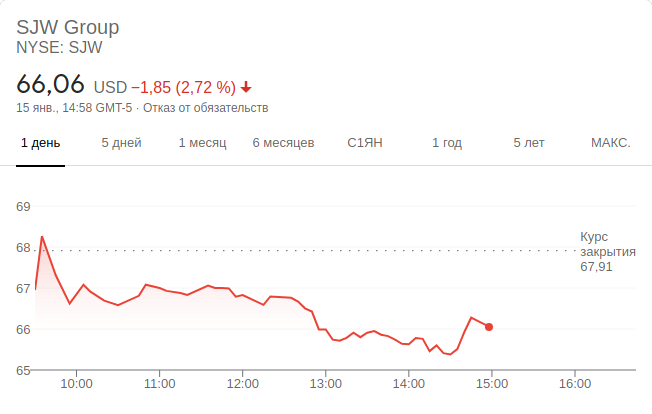 SJW Group
NYSE: SJW
66,06 USD −1,85 (2,72 %)
15 янв., 14:58 GMT-5 · Отказ от обязательств
1 день 5 дней 1 месяц 6 месяцев С1ЯН 1 год 5 лет МАКС.
69
68
67
66
65
Курс
закрытия
67,91
10:00 11:00 12:00 13:00 14:00 15:00 16:00